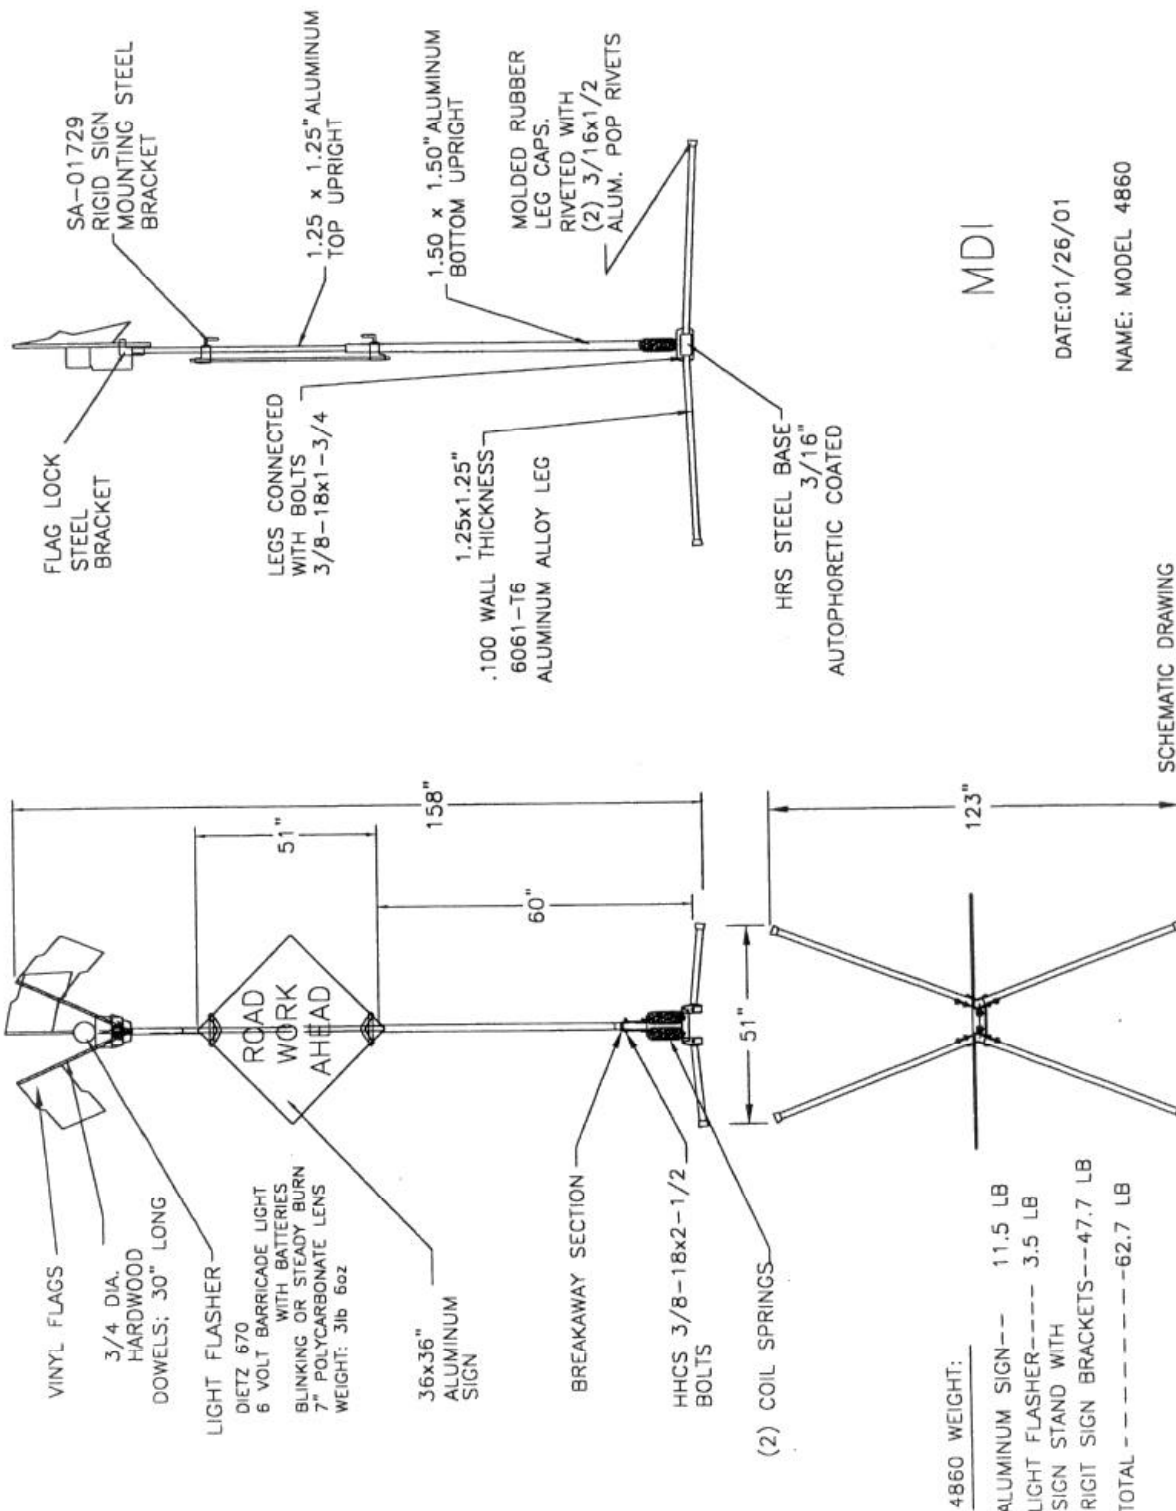 VINYL FLAGS
3/4 DIA.
HARDWOOD
DOWELS; 30" LONG
LIGHT FLASHER
DIETZ 670
6 VOLT BARRICADE LIGHT
WITH BATTERIES
BLINKING OR STEADY BURN
7" POLYCARBONATE LENS
WEIGHT: 3lb 6oz
36x36"
ALUMINUM
SIGN
BREAKAWAY SECTION
HHCS 3/8-18x2-1/2
BOLTS
(2) COIL SPRINGS
ROAD
WORK
AHEAD
51"
158"
60"
51"
123"
4860 WEIGHT:
ALUMINUM SIGN-- 11.5 LB
LIGHT FLASHER---- 3.5 LB
SIGN STAND WITH
RIGIT SIGN BRACKETS--47.7 LB
TOTAL-------62.7 LB
FLAG LOCK
STEEL
BRACKET
SA-01729
RIGID SIGN
MOUNTING STEEL
BRACKET
LEGS CONNECTED
WITH BOLTS
3/8-18x1-3/4
1.25 x 1.25" ALUMINUM
TOP UPRIGHT
1.25x1.25"
.100 WALL THICKNESS
6061-T6
ALUMINUM ALLOY LEG
1.50 x 1.50" ALUMINUM
BOTTOM UPRIGHT
MOLDED RUBBER
LEG CAPS.
RIVETED WITH
(2) 3/16x1/2
ALUM. POP RIVETS
HRS STEEL BASE
3/16"
AUTOPHORETIC COATED
MDI
DATE:01/26/01
NAME: MODEL 4860
SCHEMATIC DRAWING